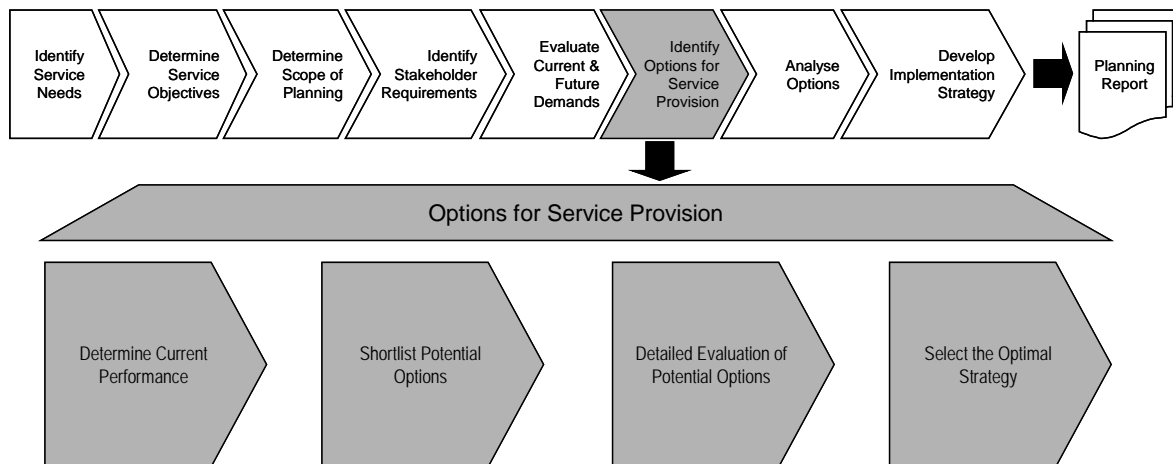 Identify
Service
Needs
Determine
Service
Objectives
Determine
Scope of
Planning
Identify
Stakeholder
Requirements
Evaluate
Current &
Future
Demands
Identify
Options for
Service
Provision
Analyse
Options
Develop
Implementation
Strategy
Planning
Report
Options for Service Provision
Determine Current
Performance
Shortlist Potential
Options
Detailed Evaluation of
Potential Options
Select the Optimal
Strategy